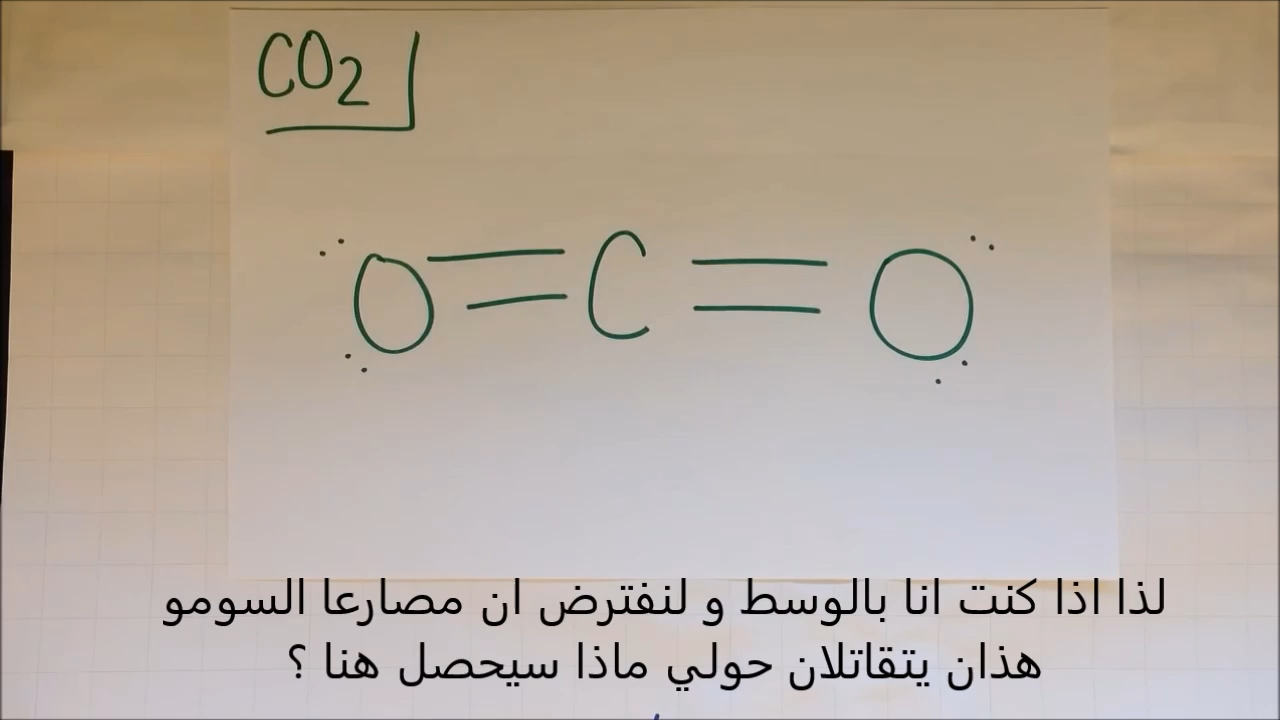 CO₂
O=C=O
لذا اذا كنت انا بالوسط و لنفترض ان مصارعا السومو
هذان يتقاتلان حولي ماذا سيحصل هنا ؟